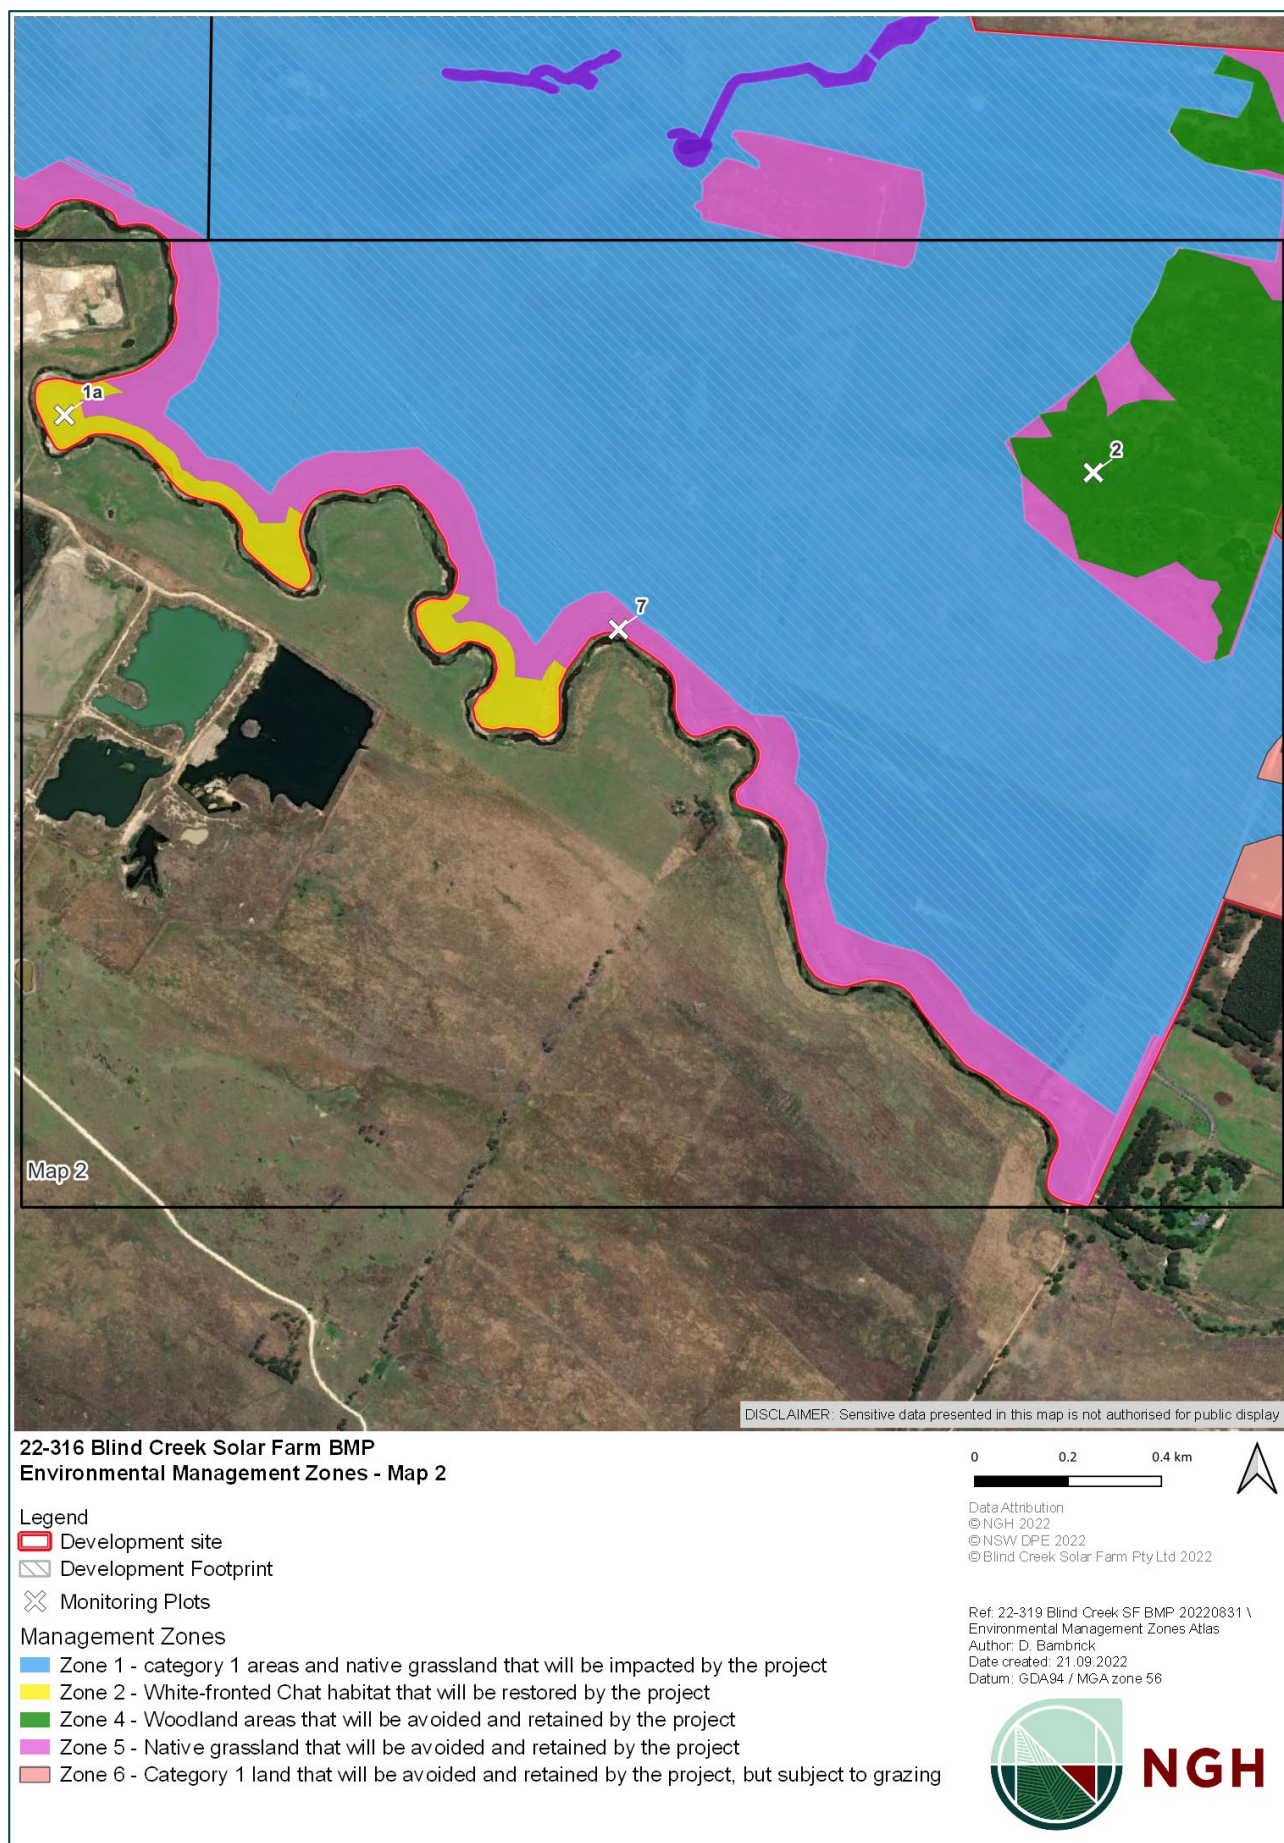 1a
2
7
Map 2
DISCLAIMER: Sensitive data presented in this map is not authorised for public display
22-316 Blind Creek Solar Farm BMP
Environmental Management Zones - Map 2
Legend
Development site
Development Footprint
Monitoring Plots
Management Zones
Zone 1 - category 1 areas and native grassland that will be impacted by the project
Zone 2 - White-fronted Chat habitat that will be restored by the project
Zone 4 - Woodland areas that will be avoided and retained by the project
Zone 5 - Native grassland that will be avoided and retained by the project
Zone 6 - Category 1 land that will be avoided and retained by the project, but subject to grazing
0 0.2 0.4 km
Data Attribution
© NGH 2022
© NSW DPE 2022
© Blind Creek Solar Farm Pty Ltd 2022
Ref: 22-319 Blind Creek SF BMP 20220831 \
Environmental Management Zones Atlas
Author: D. Bambrick
Date created: 21.09.2022
Datum: GDA94 / MGA zone 56
NGH